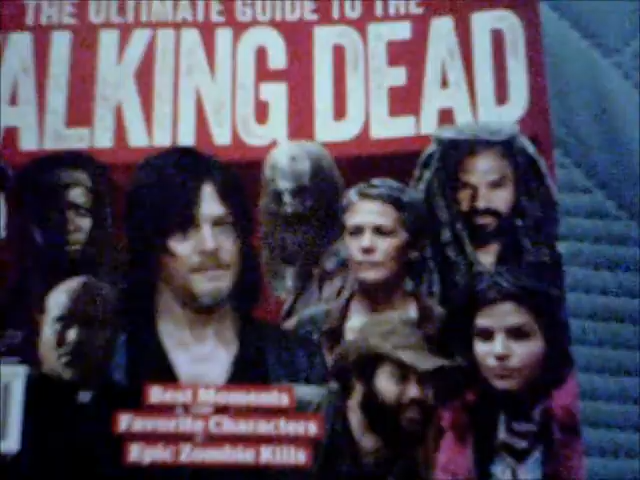 THE ULTIMATE GUIDE TO THE
ALKING DEAD
Best Moments
Favorite Characters
Epic Zombie Kills